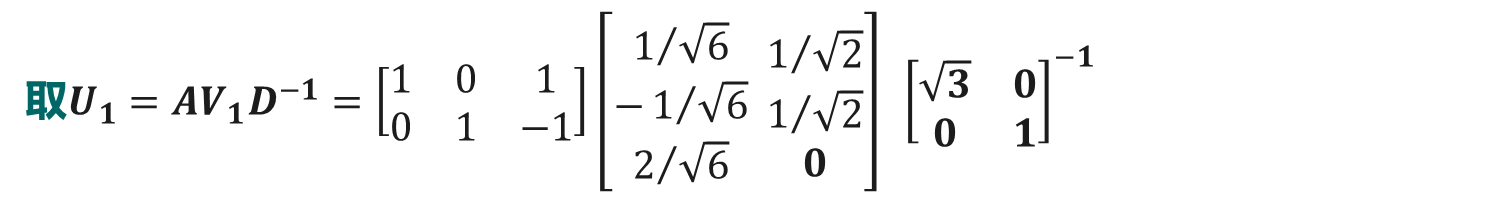 取U₁ = AV₁D⁻¹ = [1 0 1; 0 1 −1] [1/√6 1/√2; −1/√6 1/√2; 2/√6 0] [√3 0; 0 1]⁻¹